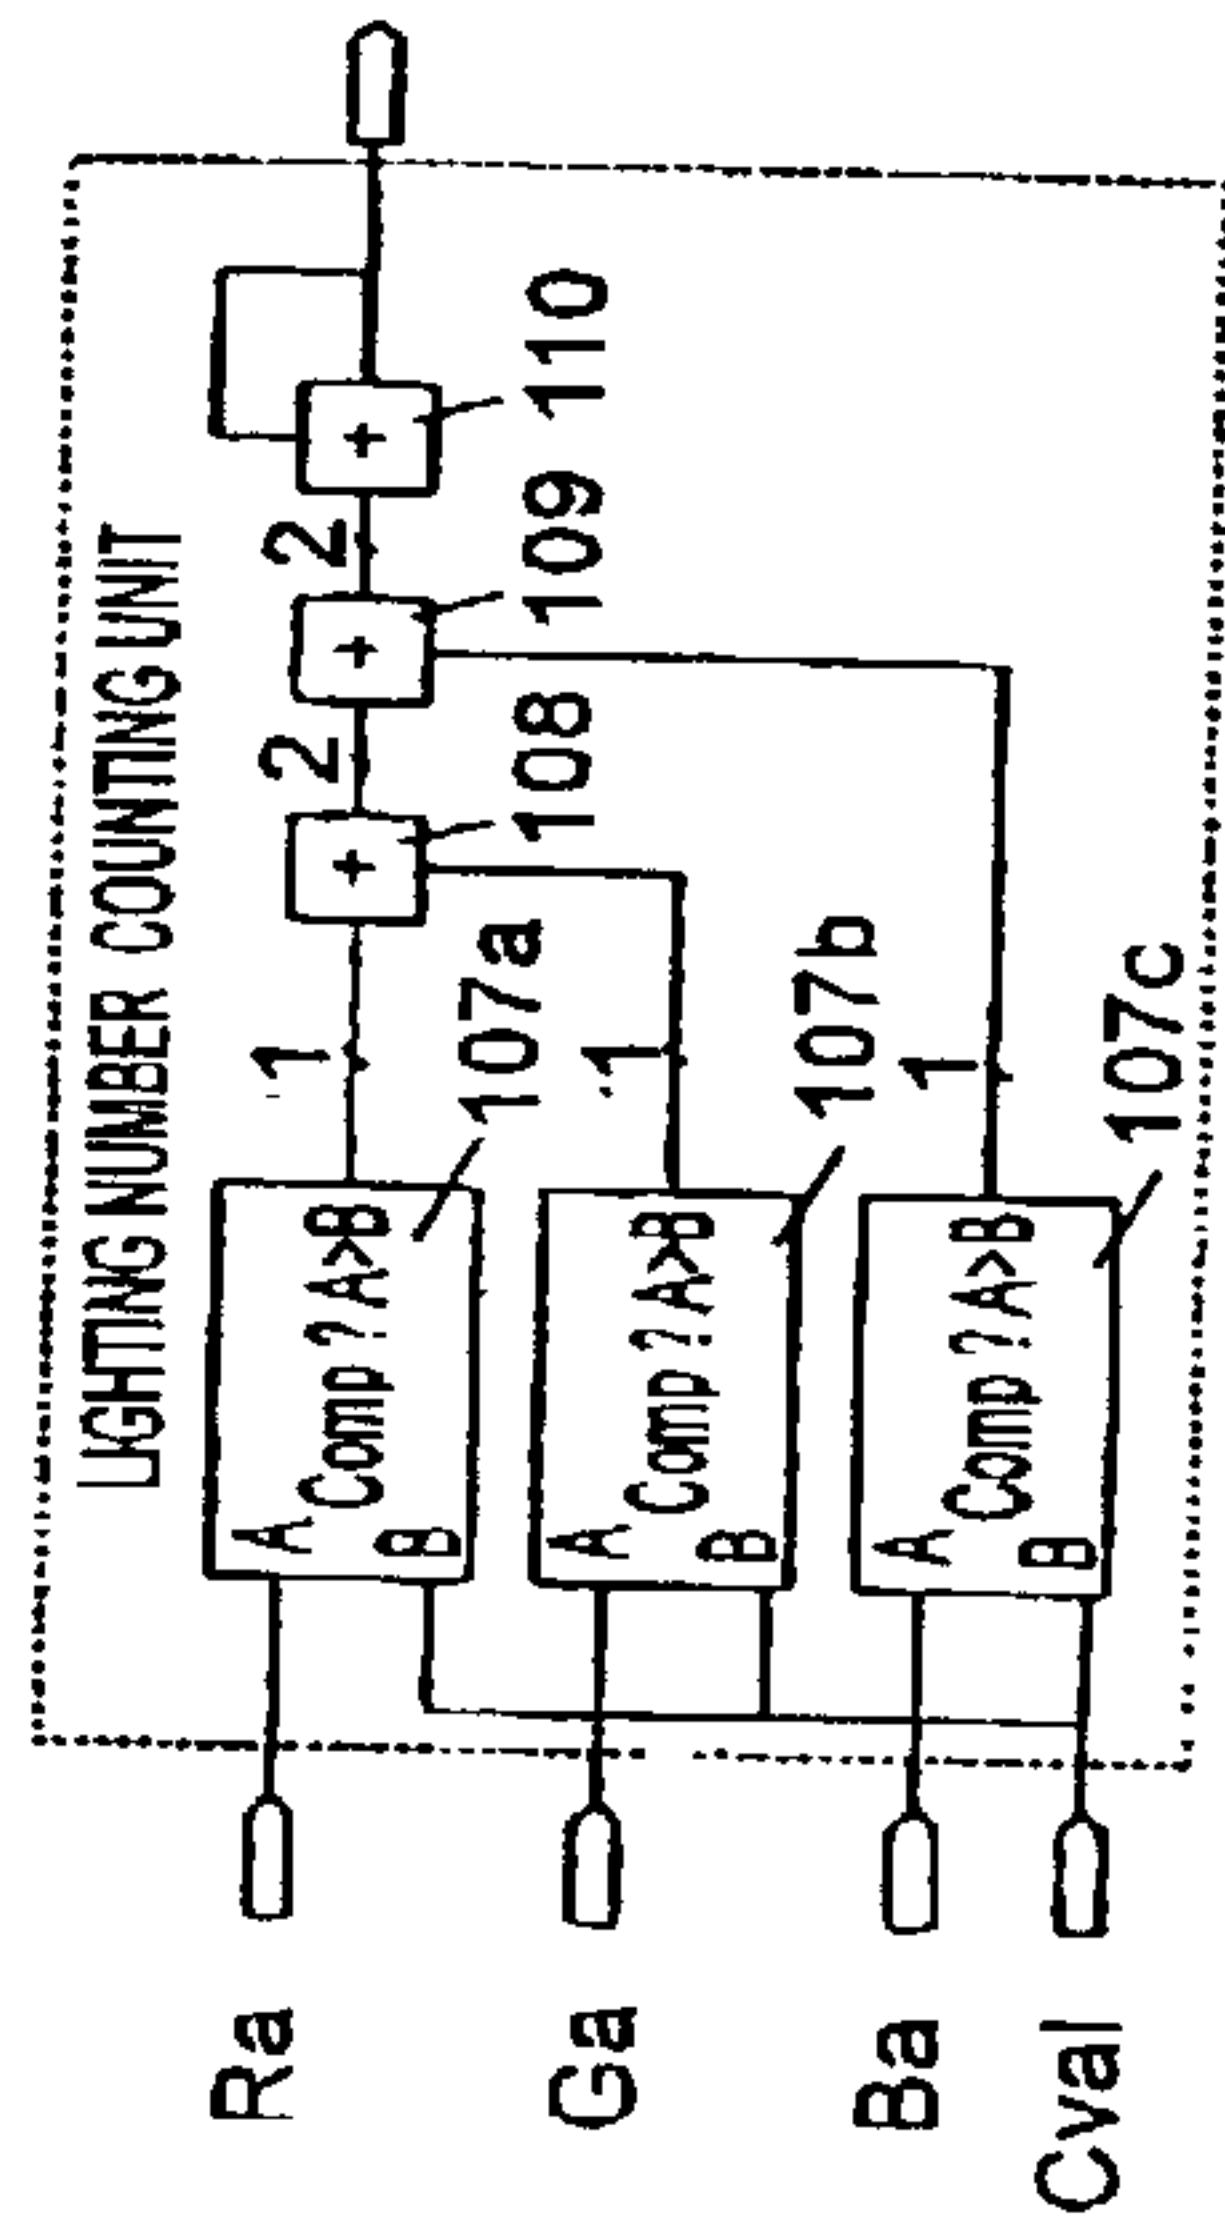 LIGHTING NUMBER COUNTING UNIT
Ra
A
B
Comp ? A>B
1
107a
+
108
2
+
109
2
+
110
Ga
A
B
Comp ? A>B
1
107b
Ba
A
B
Comp ? A>B
1
107c
Cval